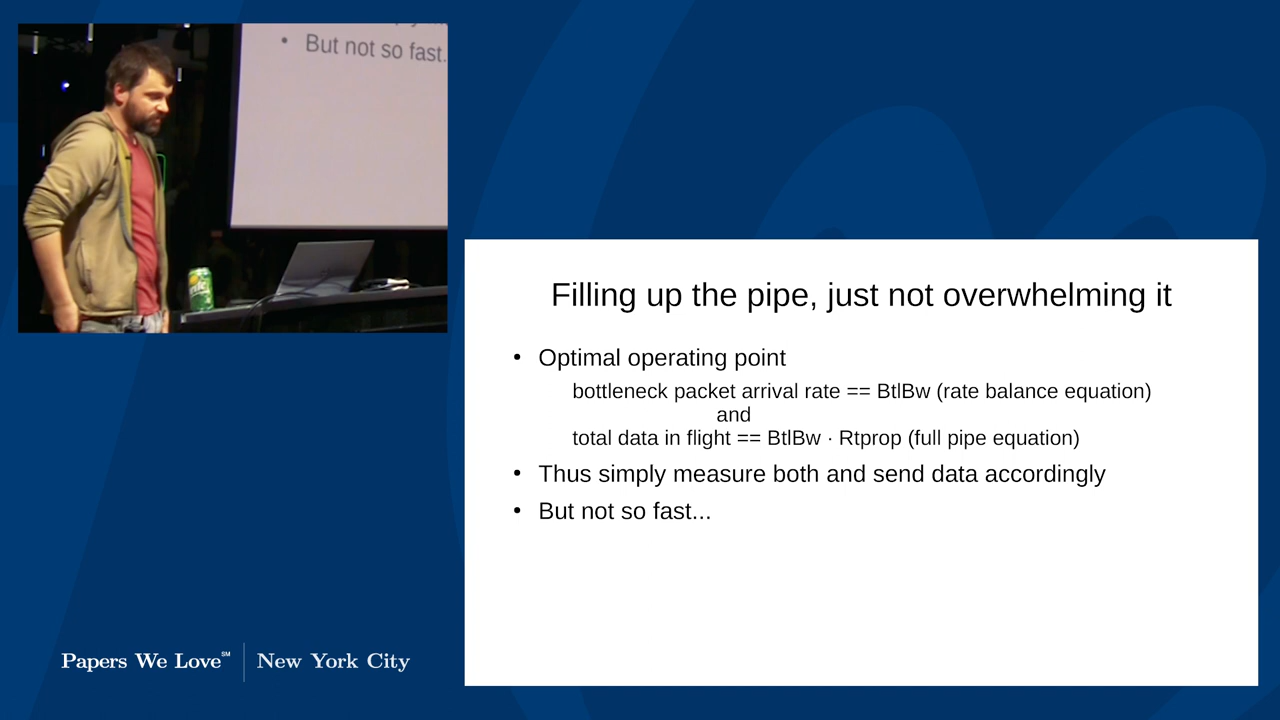 But not so fast.
Filling up the pipe, just not overwhelming it
• Optimal operating point
bottleneck packet arrival rate == BtlBw (rate balance equation)
and
total data in flight == BtlBw · Rtprop (full pipe equation)
• Thus simply measure both and send data accordingly
• But not so fast...
Papers We Love℠ | New York City